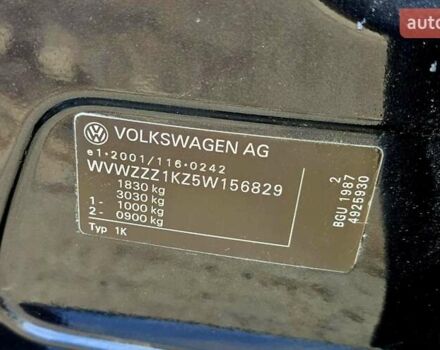 auto
VOLKSWAGEN AG
e1*2001/116*0242
WVWZZZ1KZ5W156829
1830 kg
3030 kg
1- 1000 kg
2- 0900 kg
Typ 1K
2
BGU 1987
4925930